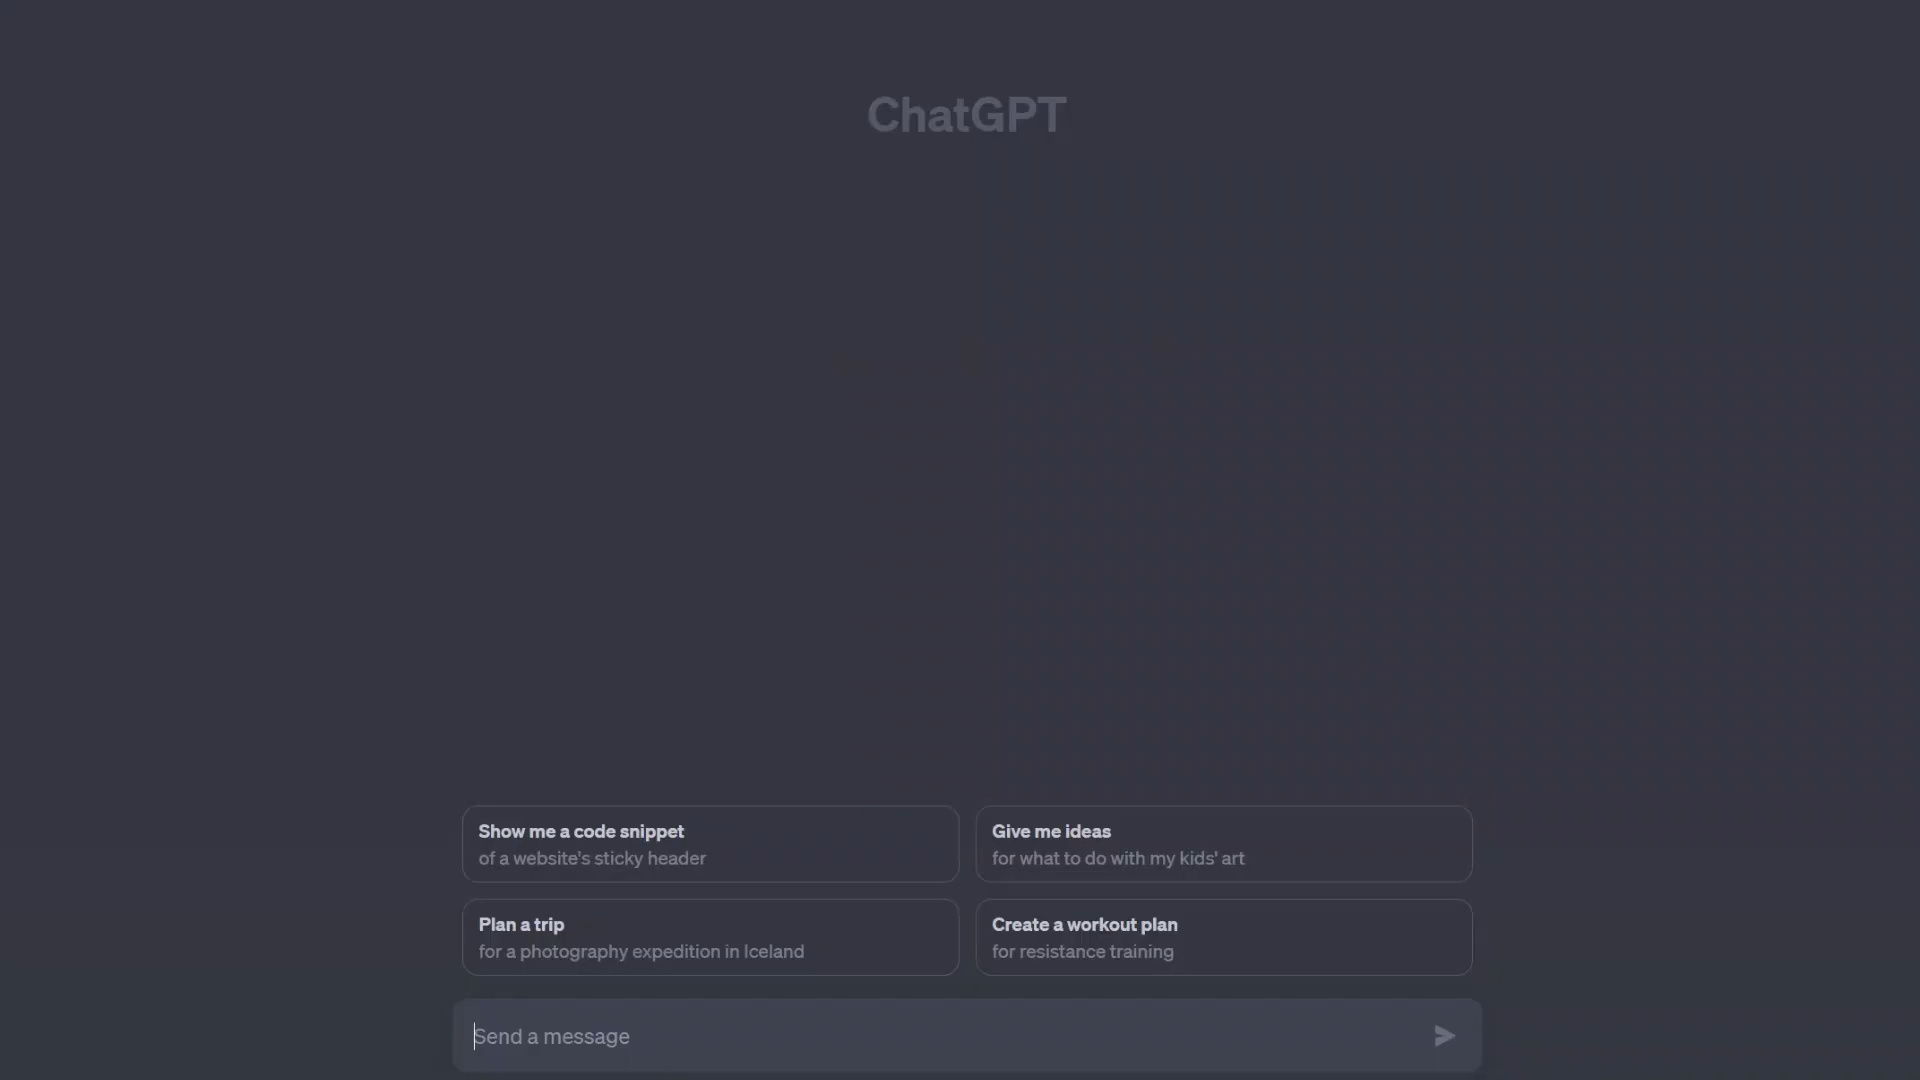 ChatGPT
Show me a code snippet
of a website's sticky header
Give me ideas
for what to do with my kids' art
Plan a trip
for a photography expedition in Iceland
Create a workout plan
for resistance training
Send a message